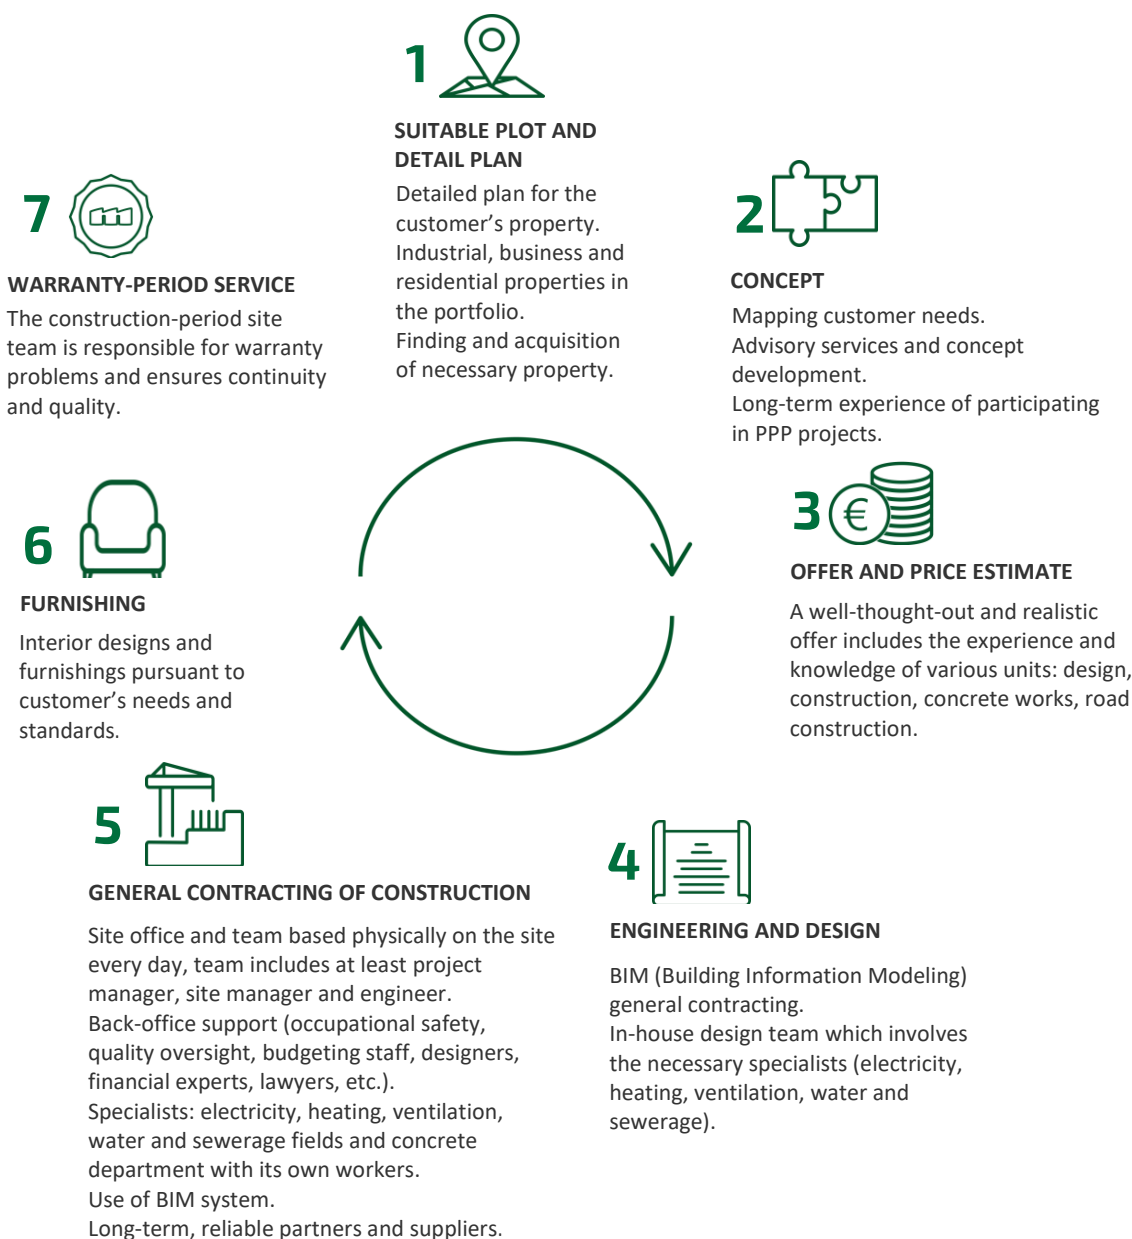 1
SUITABLE PLOT AND
DETAIL PLAN
Detailed plan for the
customer’s property.
Industrial, business and
residential properties in
the portfolio.
Finding and acquisition
of necessary property.
2
CONCEPT
Mapping customer needs.
Advisory services and concept
development.
Long-term experience of participating
in PPP projects.
3
€
OFFER AND PRICE ESTIMATE
A well-thought-out and realistic
offer includes the experience and
knowledge of various units: design,
construction, concrete works, road
construction.
4
ENGINEERING AND DESIGN
BIM (Building Information Modeling)
general contracting.
In-house design team which involves
the necessary specialists (electricity,
heating, ventilation, water and
sewerage).
5
GENERAL CONTRACTING OF CONSTRUCTION
Site office and team based physically on the site
every day, team includes at least project
manager, site manager and engineer.
Back-office support (occupational safety,
quality oversight, budgeting staff, designers,
financial experts, lawyers, etc.).
Specialists: electricity, heating, ventilation,
water and sewerage fields and concrete
department with its own workers.
Use of BIM system.
Long-term, reliable partners and suppliers.
6
FURNISHING
Interior designs and
furnishings pursuant to
customer’s needs and
standards.
7
WARRANTY-PERIOD SERVICE
The construction-period site
team is responsible for warranty
problems and ensures continuity
and quality.